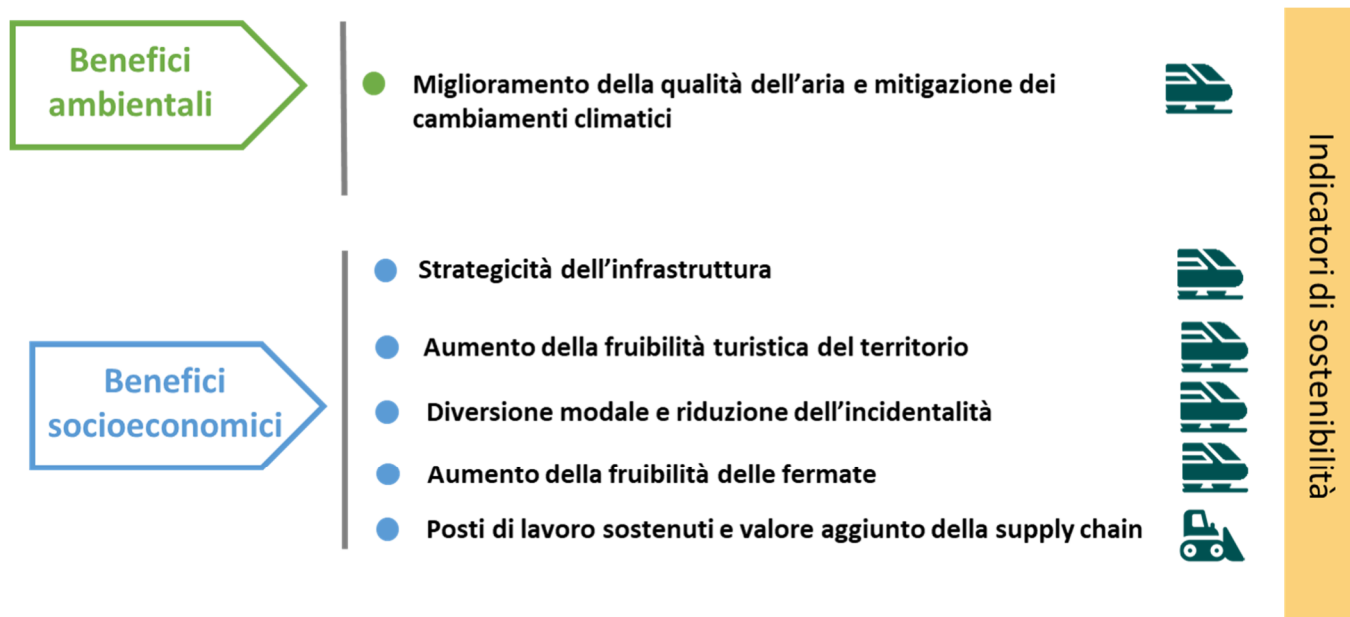 Benefici
ambientali
Miglioramento della qualità dell’aria e mitigazione dei
cambiamenti climatici
Benefici
socioeconomici
Strategicità dell’infrastruttura
Aumento della fruibilità turistica del territorio
Diversione modale e riduzione dell’incidentalità
Aumento della fruibilità delle fermate
Posti di lavoro sostenuti e valore aggiunto della supply chain
Indicatori di sostenibilità